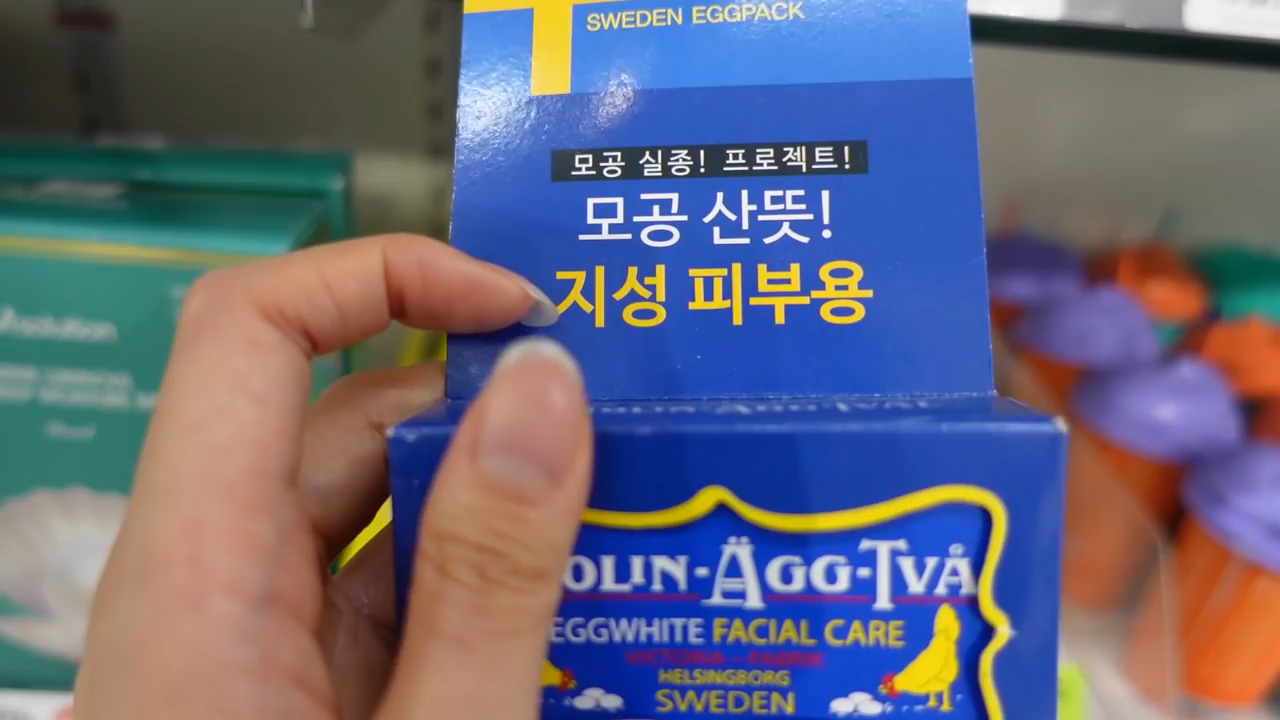 SWEDEN EGGPACK
모공 실종! 프로젝트!
모공 산뜻!
지성 피부용
OLIN-ÄGG-TVÅ
EGGWHITE FACIAL CARE
VICTORIA - FABRIK
HELSINGBORG
SWEDEN